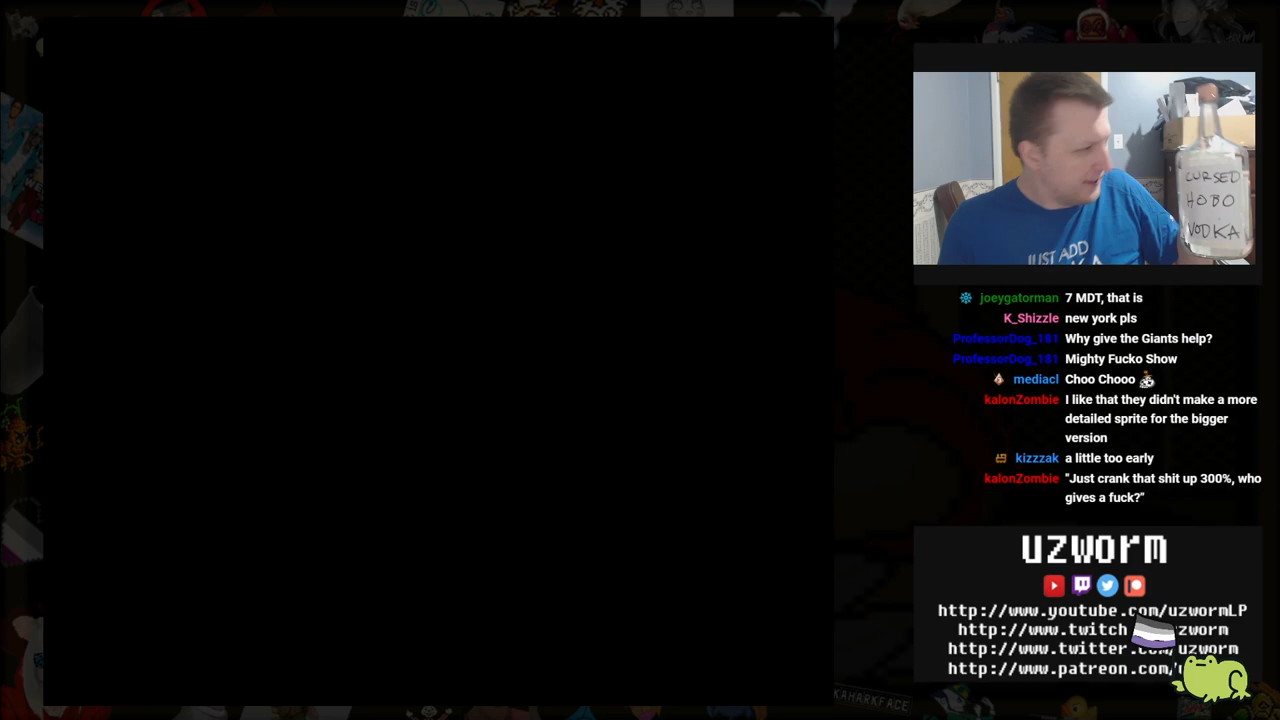 CURSED
HOBO
VODKA
JUST ADD
joeygatorman 7 MDT, that is
K_Shizzle new york pls
ProfessorDog_181 Why give the Giants help?
ProfessorDog_181 Mighty Fucko Show
mediacl Choo Chooo
kalonZombie I like that they didn't make a more
detailed sprite for the bigger
version
kizzzak a little too early
kalonZombie "Just crank that shit up 300%, who
gives a fuck?"
uzworm
http://www.youtube.com/uzwormLP
http://www.twitch zworm
http://www.twitter.com/uzworm
http://www.patreon.com/
KAHARKFACE